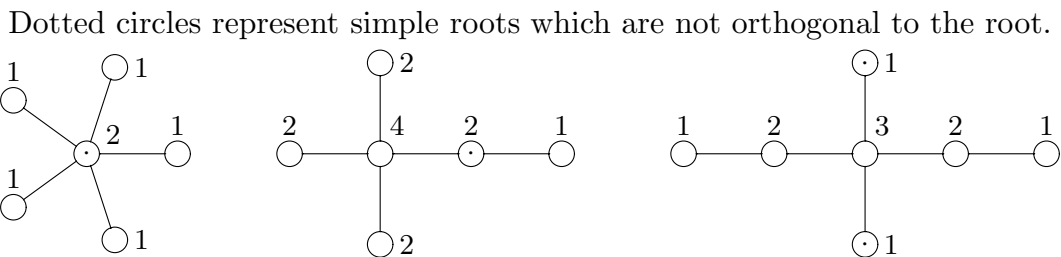 Dotted circles represent simple roots which are not orthogonal to the root.
1 1 2 1 1 1
2 2 4 2 1 2
1 1 2 3 2 1 1